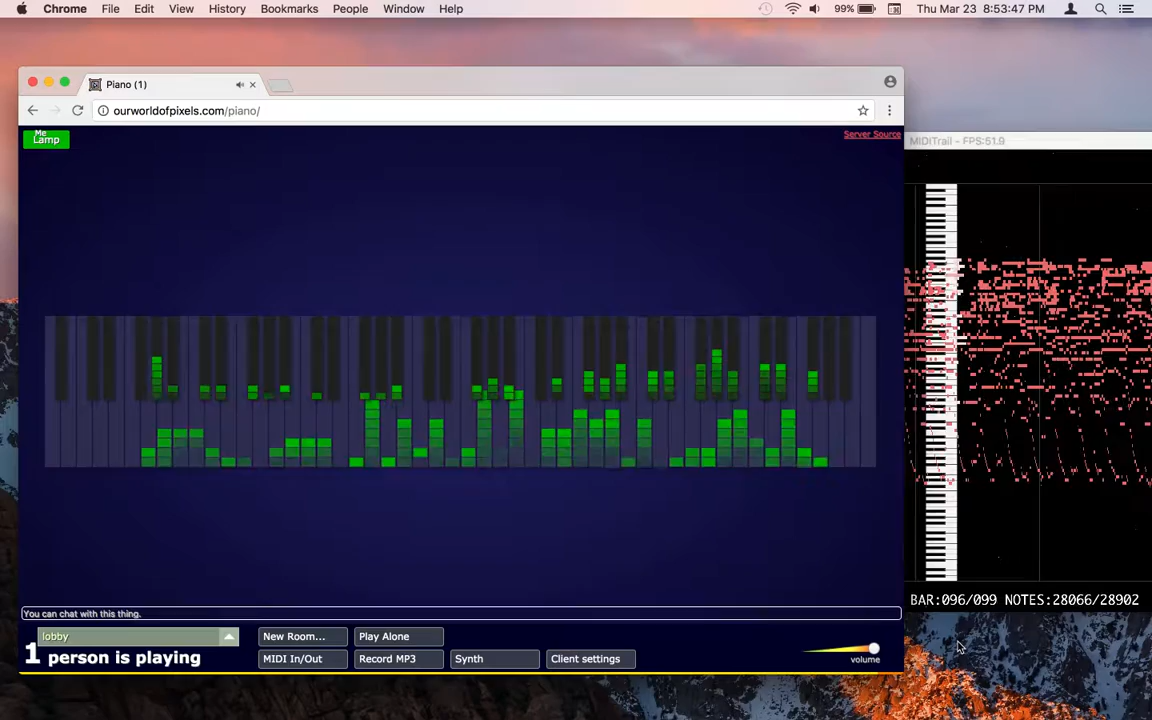 Chrome File Edit View History Bookmarks People Window Help 99% Thu Mar 23 8:53:47 PM
Piano (1)
ourworldofpixels.com/piano/
Me
Lamp
Server Source
MIDITrail - FPS:51.9
BAR:096/099 NOTES:28066/28902
You can chat with this thing.
lobby
New Room...
Play Alone
1 person is playing
MIDI In/Out
Record MP3
Synth
Client settings
volume